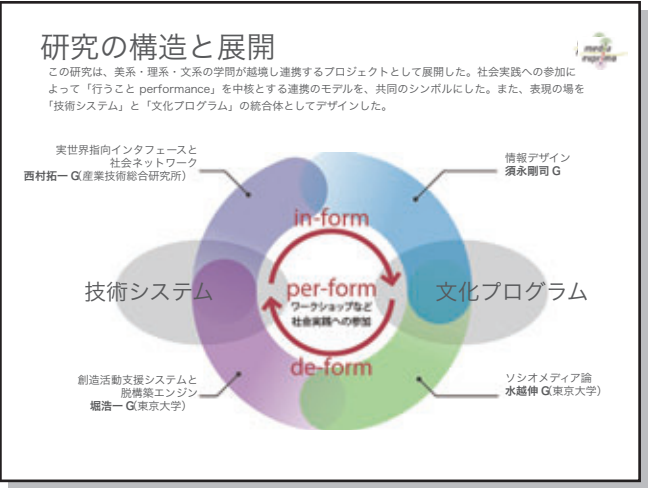 研究の構造と展開
この研究は、美系・理系・文系の学問が越境し連携するプロジェクトとして展開した。社会実践への参加に
よって「行うこと performance」を中核とする連携のモデルを、共同のシンボルにした。また、表現の場を
「技術システム」と「文化プログラム」の統合体としてデザインした。
実世界指向インタフェースと
社会ネットワーク
西村拓一 G(産業技術総合研究所)
情報デザイン
須永剛司 G
in-form
技術システム
per-form
ワークショップなど
社会実践への参加
文化プログラム
de-form
創造活動支援システムと
脱構築エンジン
堀浩一 G(東京大学)
ソシオメディア論
水越伸 G(東京大学)